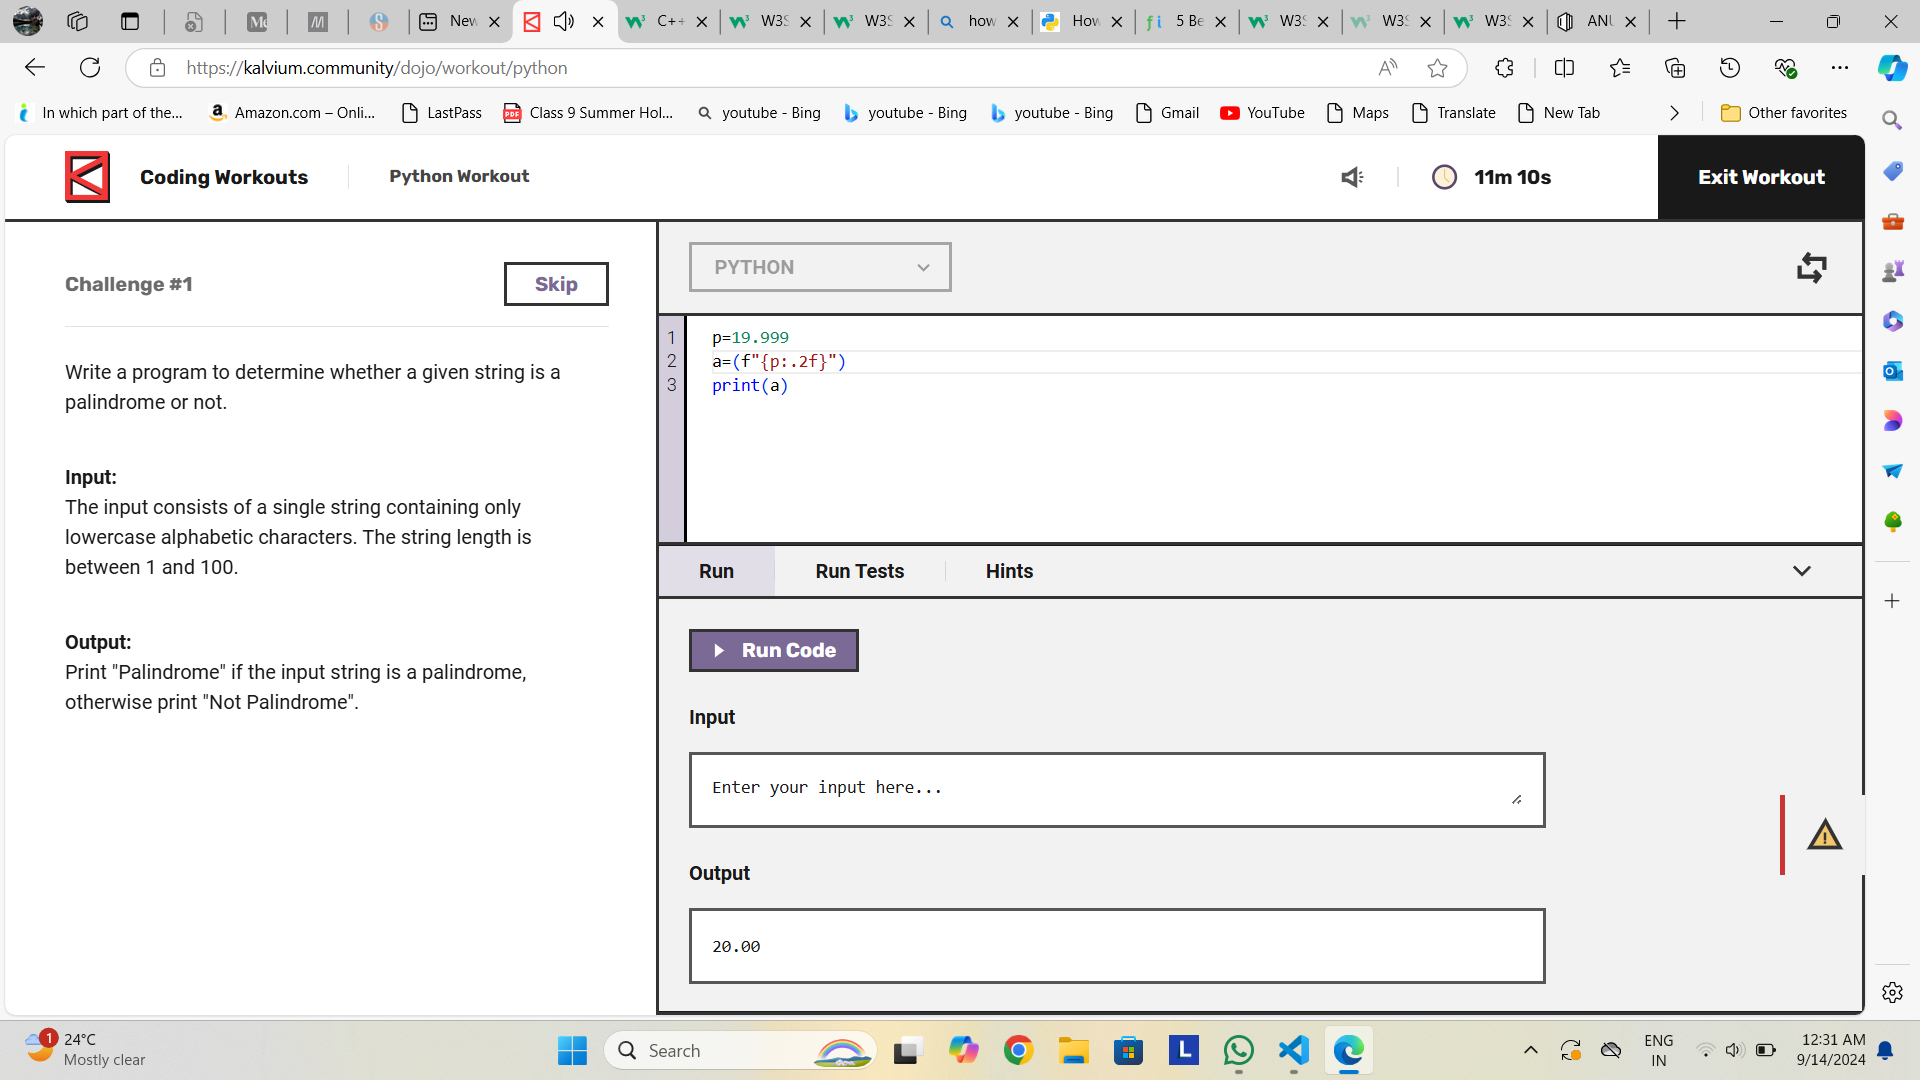 New
C++
W3S
W3S
how
How
5 Be
W3S
W3S
W3S
ANU
https://kalvium.community/dojo/workout/python
In which part of the...
Amazon.com – Onli...
LastPass
Class 9 Summer Hol...
youtube - Bing
youtube - Bing
youtube - Bing
Gmail
YouTube
Maps
Translate
New Tab
Other favorites
Coding Workouts
Python Workout
11m 10s
Exit Workout
Challenge #1
Skip
Write a program to determine whether a given string is a
palindrome or not.
Input:
The input consists of a single string containing only
lowercase alphabetic characters. The string length is
between 1 and 100.
Output:
Print "Palindrome" if the input string is a palindrome,
otherwise print "Not Palindrome".
PYTHON
1 p=19.999
2 a=(f"{p:.2f}")
3 print(a)
Run
Run Tests
Hints
Run Code
Input
Enter your input here...
Output
20.00
1
24°C
Mostly clear
Search
L
ENG
IN
12:31 AM
9/14/2024